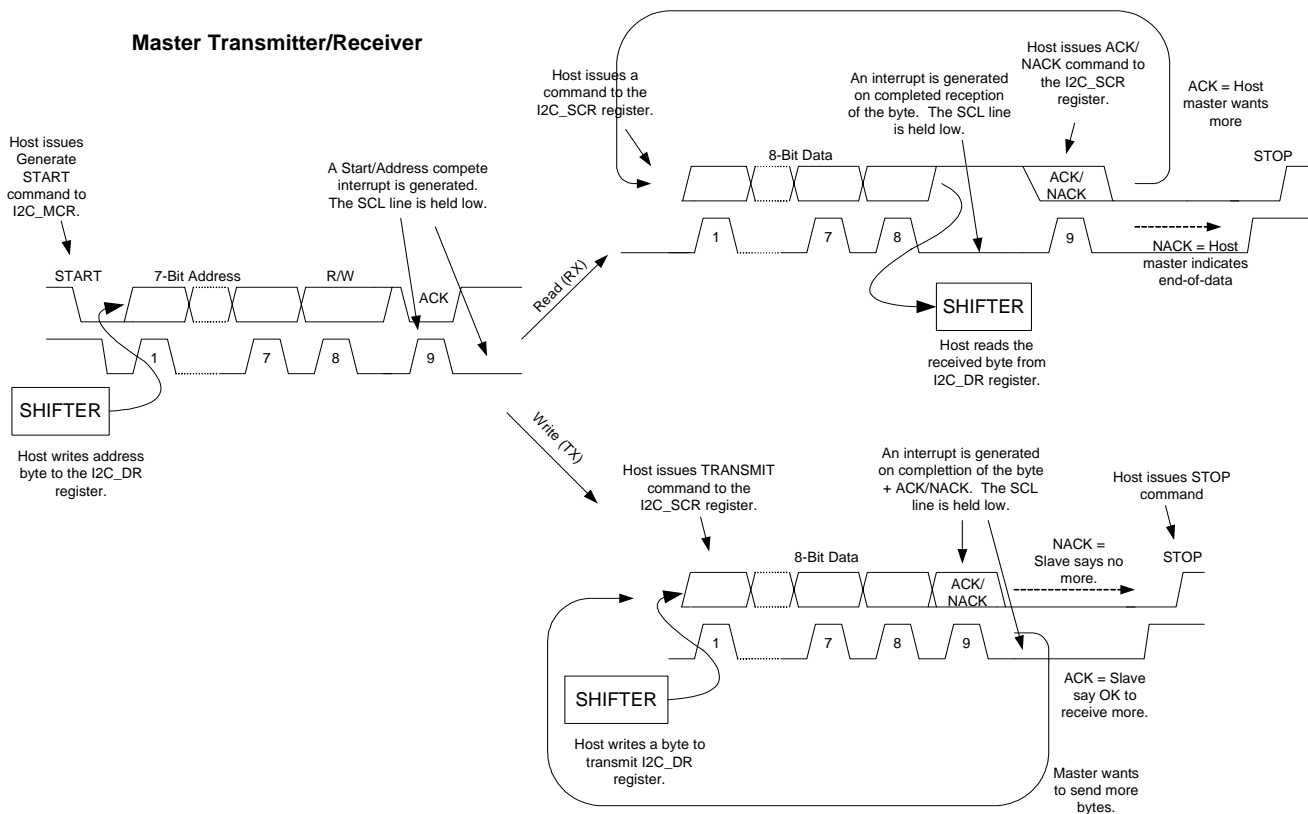 Master Transmitter/Receiver
Host issues
Generate
START
command to
I2C_MCR.
A Start/Address compete
interrupt is generated.
The SCL line is held low.
START
7-Bit Address
R/W
ACK
1
7
8
9
SHIFTER
Host writes address
byte to the I2C_DR
register.
Read (RX)
Write (TX)
Host issues a
command to the
I2C_SCR register.
An interrupt is generated
on completed reception
of the byte.  The SCL line
is held low.
Host issues ACK/
NACK command to
the I2C_SCR
register.
ACK = Host
master wants
more
8-Bit Data
STOP
ACK/
NACK
1
7
8
9
NACK = Host
master indicates
end-of-data
SHIFTER
Host reads the
received byte from
I2C_DR register.
Host issues TRANSMIT
command to the
I2C_SCR register.
An interrupt is generated
on complettion of the byte
+ ACK/NACK.  The SCL
line is held low.
Host issues STOP
command
8-Bit Data
NACK =
Slave says no
more.
STOP
ACK/
NACK
1
7
8
9
SHIFTER
ACK = Slave
say OK to
receive more.
Host writes a byte to
transmit I2C_DR
register.
Master wants
to send more
bytes.